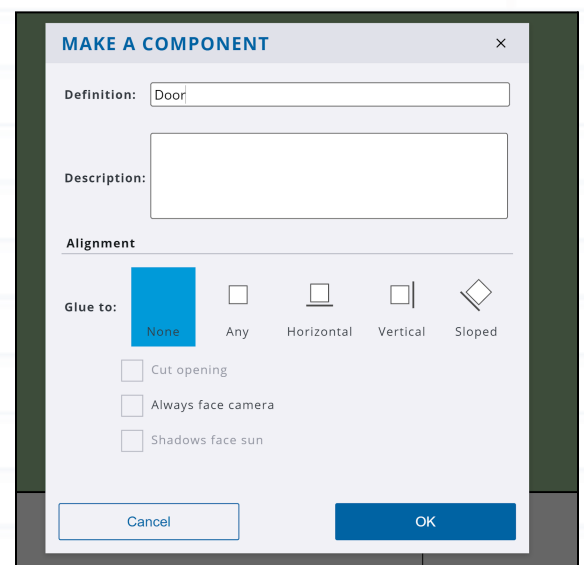 MAKE A COMPONENT ×
Definition: Door
Description:
Alignment
Glue to:
None Any Horizontal Vertical Sloped
Cut opening
Always face camera
Shadows face sun
Cancel OK